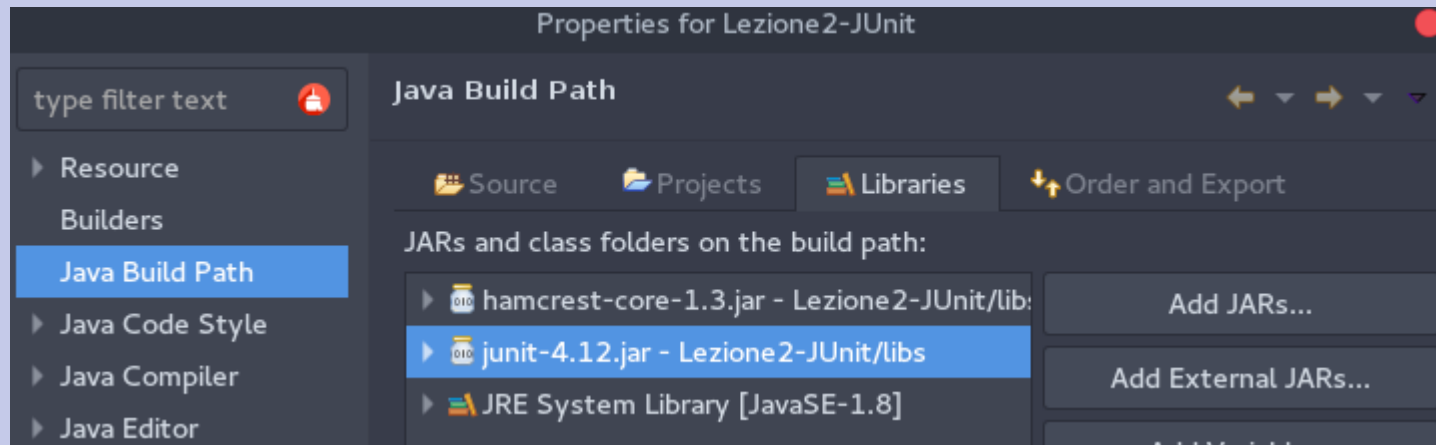 Properties for Lezione2-JUnit
type filter text
Java Build Path
Resource
Builders
Java Build Path
Java Code Style
Java Compiler
Java Editor
Source Projects Libraries Order and Export
JARs and class folders on the build path:
hamcrest-core-1.3.jar - Lezione2-JUnit/libs
junit-4.12.jar - Lezione2-JUnit/libs
JRE System Library [JavaSE-1.8]
Add JARs...
Add External JARs...